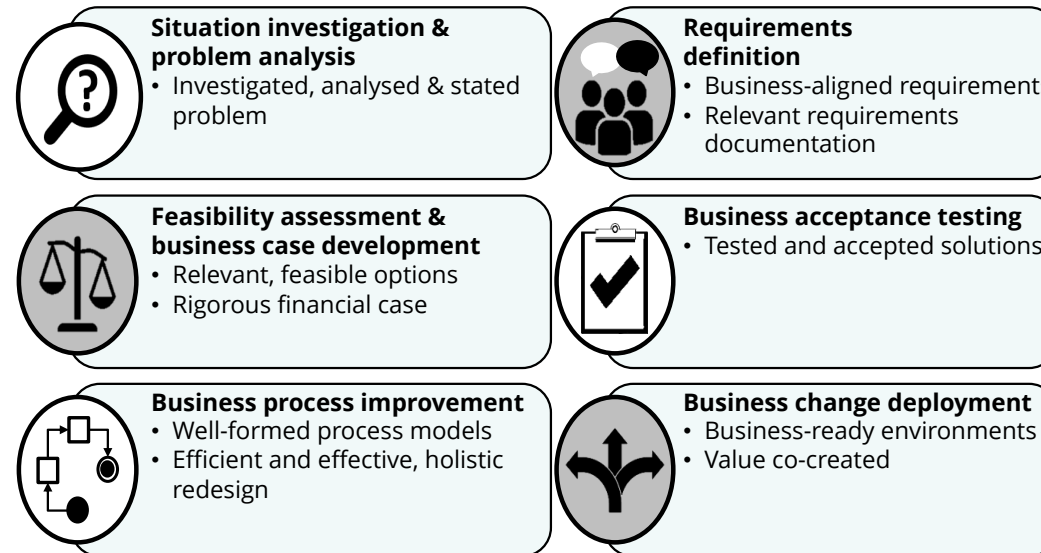 Situation investigation &
problem analysis
• Investigated, analysed & stated
problem
Requirements
definition
• Business-aligned requirement
• Relevant requirements
documentation
Feasibility assessment &
business case development
• Relevant, feasible options
• Rigorous financial case
Business acceptance testing
• Tested and accepted solutions
Business process improvement
• Well-formed process models
• Efficient and effective, holistic
redesign
Business change deployment
• Business-ready environments
• Value co-created
?